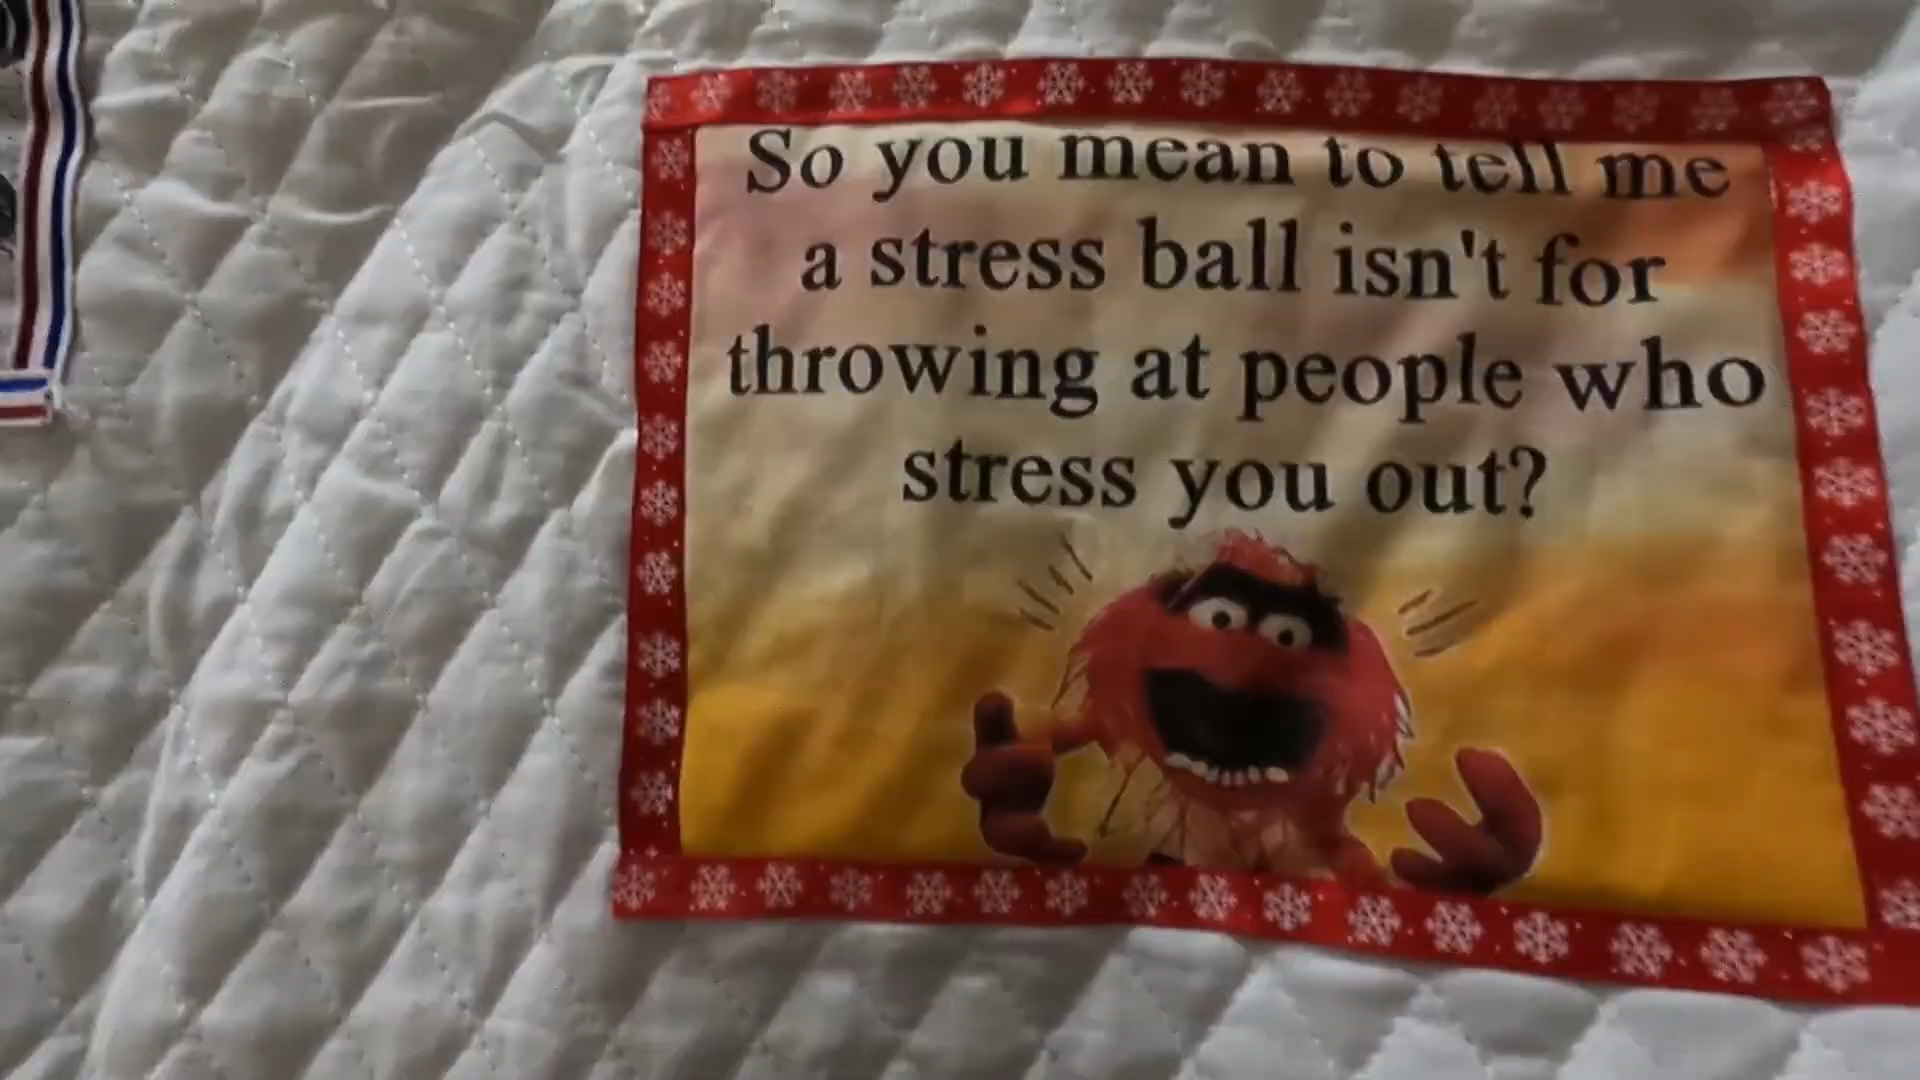 So you mean to tell me
a stress ball isn't for
throwing at people who
stress you out?